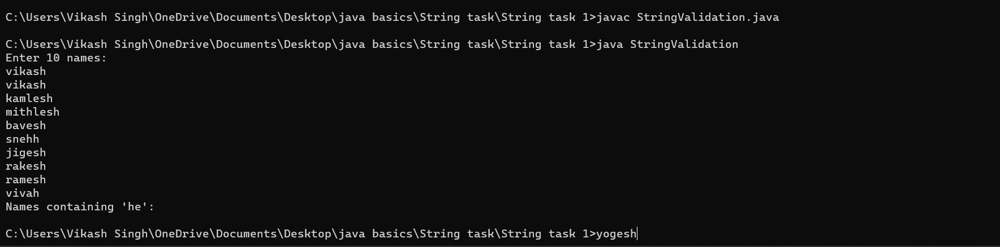 C:\Users\Vikash Singh\OneDrive\Documents\Desktop\java basics\String task\String task 1>javac StringValidation.java
C:\Users\Vikash Singh\OneDrive\Documents\Desktop\java basics\String task\String task 1>java StringValidation
Enter 10 names:
vikash
vikash
kamlesh
mithlesh
bavesh
snehh
jigesh
rakesh
ramesh
vivah
Names containing 'he':
C:\Users\Vikash Singh\OneDrive\Documents\Desktop\java basics\String task\String task 1>yogesh